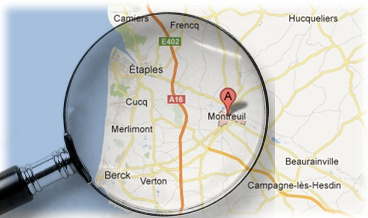 Camiers
Frencq
Hucqueliers
E402
Étaples
A
Cucq
A16
Montreuil
Merlimont
Beaurainville
Berck
Verton
Campagne-lès-Hesdin